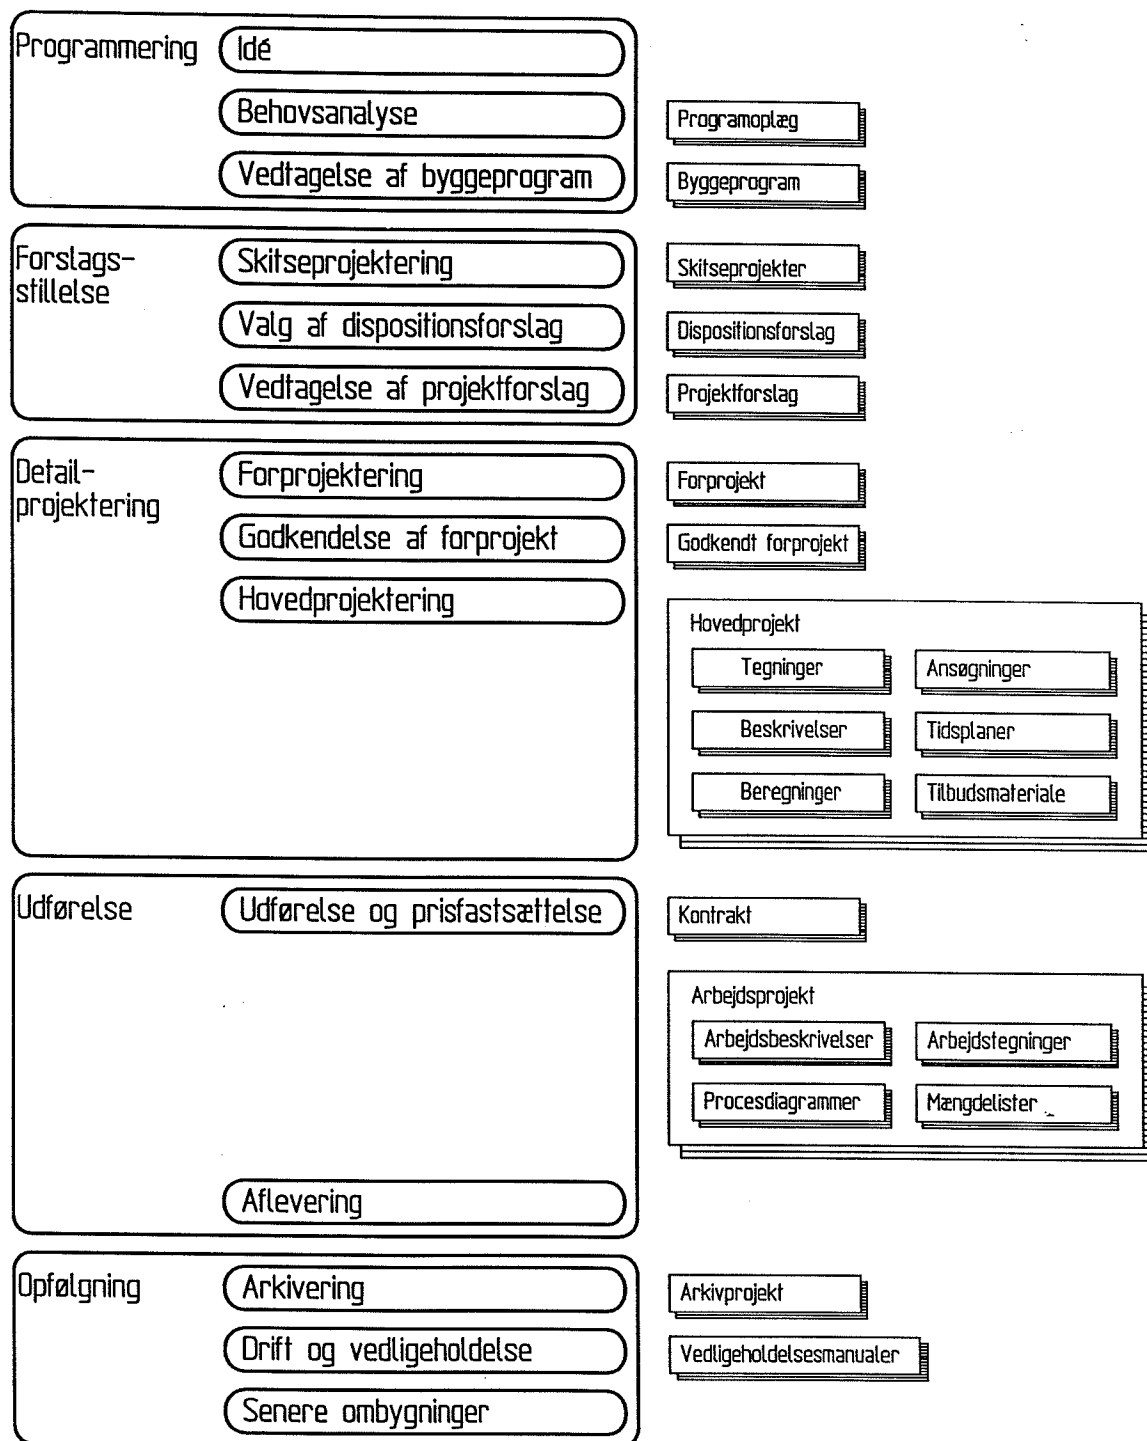 Programmering
Idé
Behovsanalyse
Programoplæg
Vedtagelse af byggeprogram
Byggeprogram
Forslags-
stillelse
Skitseprojektering
Skitseprojekter
Valg af dispositionsforslag
Dispositionsforslag
Vedtagelse af projektforslag
Projektforslag
Detail-
projektering
Forprojektering
Forprojekt
Godkendelse af forprojekt
Godkendt forprojekt
Hovedprojektering
Hovedprojekt
Tegninger
Ansøgninger
Beskrivelser
Tidsplaner
Beregninger
Tilbudsmateriale
Udførelse
Udførelse og prisfastsættelse
Kontrakt
Arbejdsprojekt
Arbejdsbeskrivelser
Arbejdstegninger
Procesdiagrammer
Mængdelister
Aflevering
Opfølgning
Arkivering
Arkivprojekt
Drift og vedligeholdelse
Vedligeholdelsesmanualer
Senere ombygninger